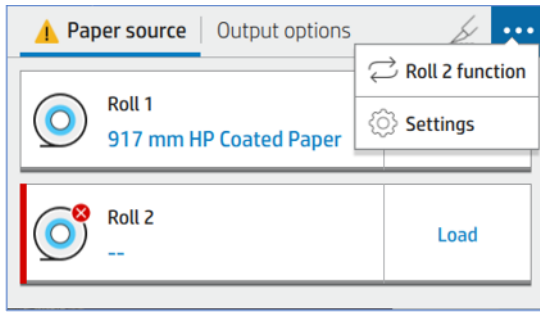 Paper source
Output options
Roll 2 function
Settings
Roll 1
917 mm HP Coated Paper
Roll 2
--
Load